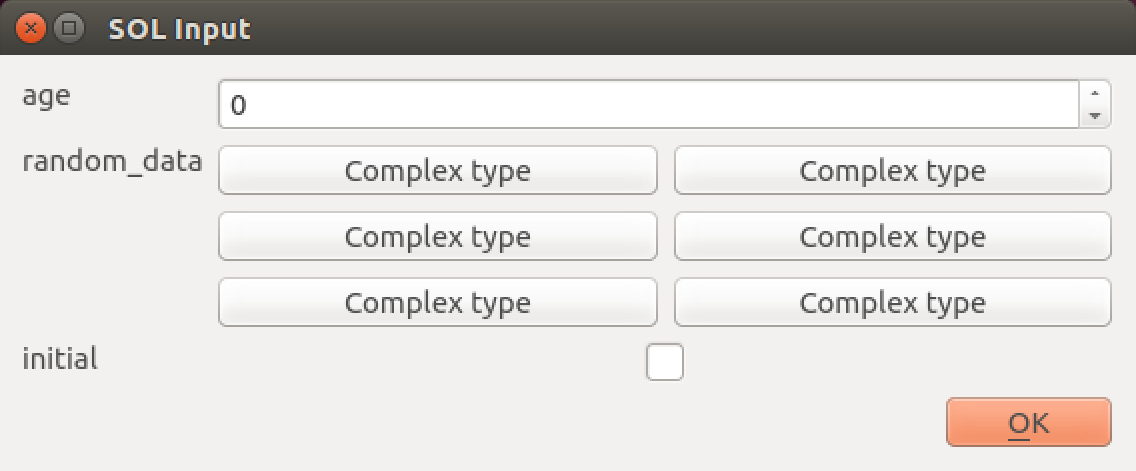 SOL Input
age
0
random_data
Complex type
Complex type
Complex type
Complex type
Complex type
Complex type
initial
OK